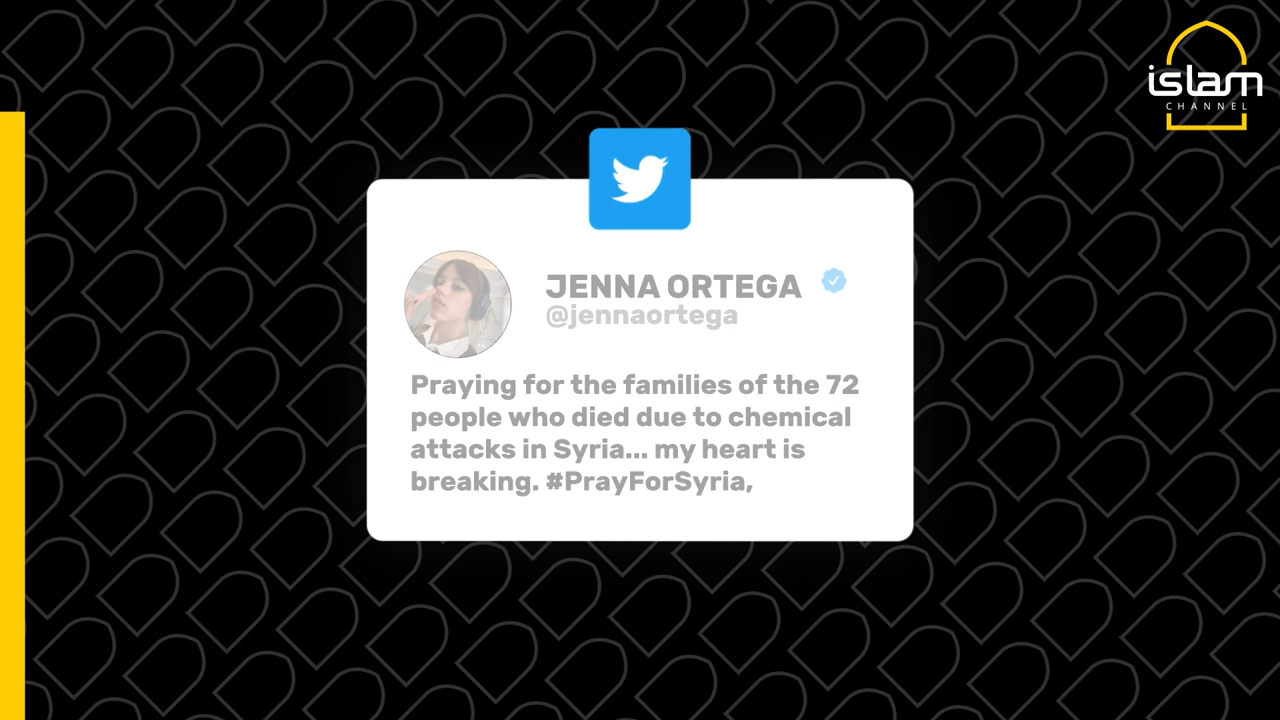 islam
CHANNEL
JENNA ORTEGA
@jennaortega
Praying for the families of the 72
people who died due to chemical
attacks in Syria... my heart is
breaking. #PrayForSyria,